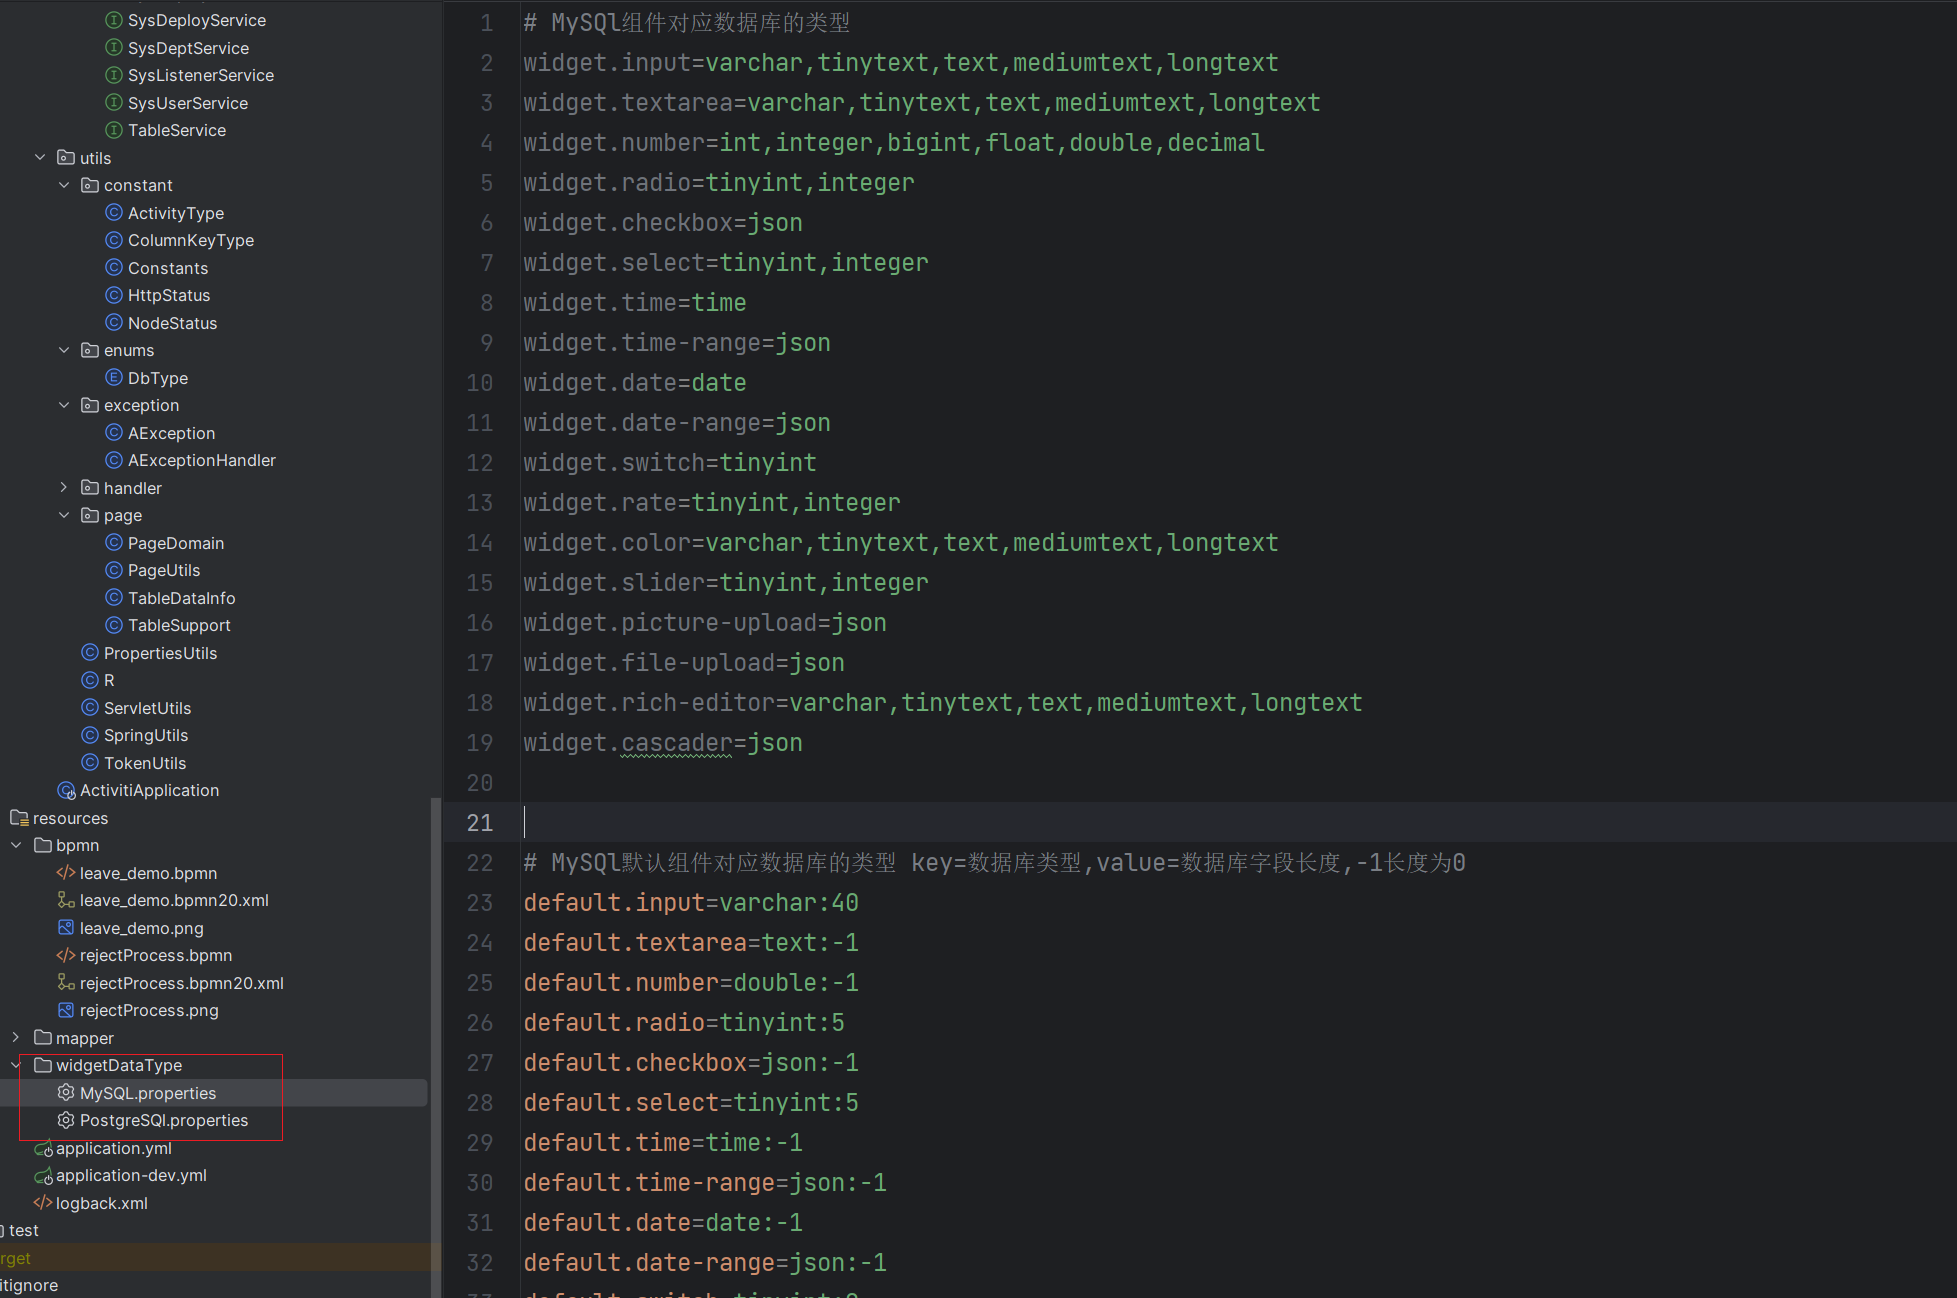 SysDeployService
SysDeptService
SysListenerService
SysUserService
TableService
utils
constant
ActivityType
ColumnKeyType
Constants
HttpStatus
NodeStatus
enums
DbType
exception
AException
AExceptionHandler
handler
page
PageDomain
PageUtils
TableDataInfo
TableSupport
PropertiesUtils
R
ServletUtils
SpringUtils
TokenUtils
ActivitiApplication
resources
bpmn
leave_demo.bpmn
leave_demo.bpmn20.xml
leave_demo.png
rejectProcess.bpmn
rejectProcess.bpmn20.xml
rejectProcess.png
mapper
widgetDataType
MySQL.properties
PostgreSQl.properties
application.yml
application-dev.yml
logback.xml
test
rget
itignore
1 # MySQl组件对应数据库的类型
2 widget.input=varchar,tinytext,text,mediumtext,longtext
3 widget.textarea=varchar,tinytext,text,mediumtext,longtext
4 widget.number=int,integer,bigint,float,double,decimal
5 widget.radio=tinyint,integer
6 widget.checkbox=json
7 widget.select=tinyint,integer
8 widget.time=time
9 widget.time-range=json
10 widget.date=date
11 widget.date-range=json
12 widget.switch=tinyint
13 widget.rate=tinyint,integer
14 widget.color=varchar,tinytext,text,mediumtext,longtext
15 widget.slider=tinyint,integer
16 widget.picture-upload=json
17 widget.file-upload=json
18 widget.rich-editor=varchar,tinytext,text,mediumtext,longtext
19 widget.cascader=json
20
21
22 # MySQl默认组件对应数据库的类型 key=数据库类型,value=数据库字段长度,-1长度为0
23 default.input=varchar:40
24 default.textarea=text:-1
25 default.number=double:-1
26 default.radio=tinyint:5
27 default.checkbox=json:-1
28 default.select=tinyint:5
29 default.time=time:-1
30 default.time-range=json:-1
31 default.date=date:-1
32 default.date-range=json:-1